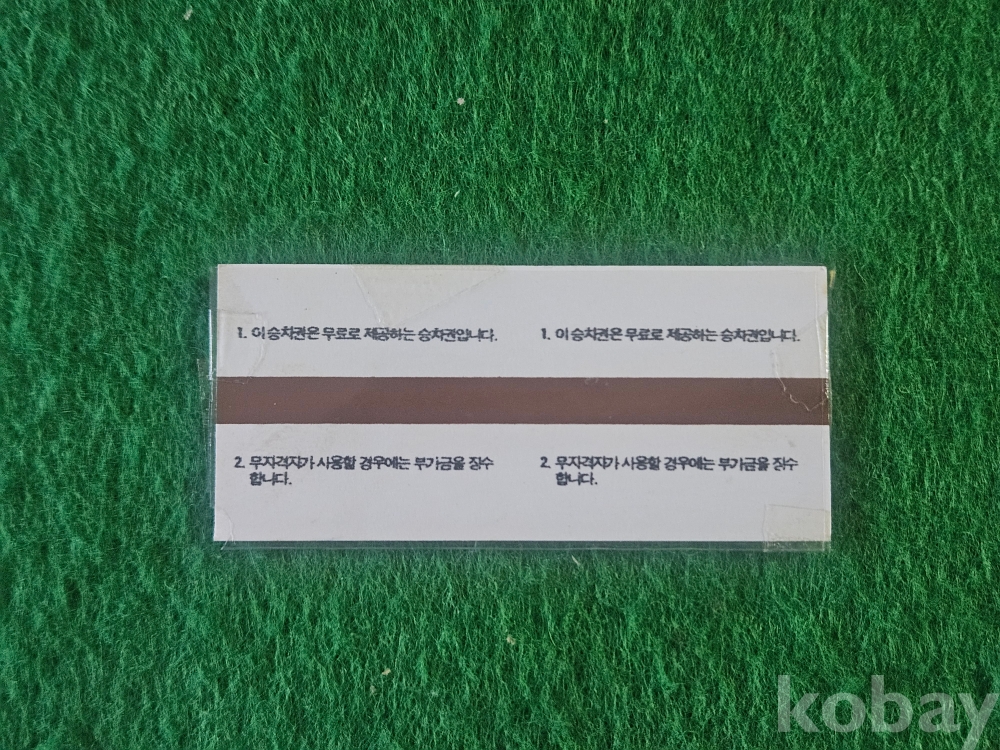 1. 이 승차권은 무료로 제공하는 승차권입니다.
1. 이 승차권은 무료로 제공하는 승차권입니다.
2. 무자격자가 사용할 경우에는 부가금을 징수
합니다.
2. 무자격자가 사용할 경우에는 부가금을 징수
합니다.
kobay